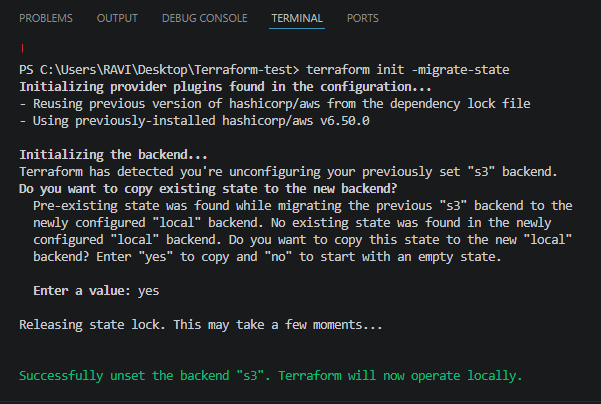 PROBLEMS OUTPUT DEBUG CONSOLE TERMINAL PORTS
PS C:\Users\RAVI\Desktop\Terraform-test> terraform init -migrate-state
Initializing provider plugins found in the configuration...
- Reusing previous version of hashicorp/aws from the dependency lock file
- Using previously-installed hashicorp/aws v6.50.0
Initializing the backend...
Terraform has detected you're unconfiguring your previously set "s3" backend.
Do you want to copy existing state to the new backend?
Pre-existing state was found while migrating the previous "s3" backend to the
newly configured "local" backend. No existing state was found in the newly
configured "local" backend. Do you want to copy this state to the new "local"
backend? Enter "yes" to copy and "no" to start with an empty state.
Enter a value: yes
Releasing state lock. This may take a few moments...
Successfully unset the backend "s3". Terraform will now operate locally.